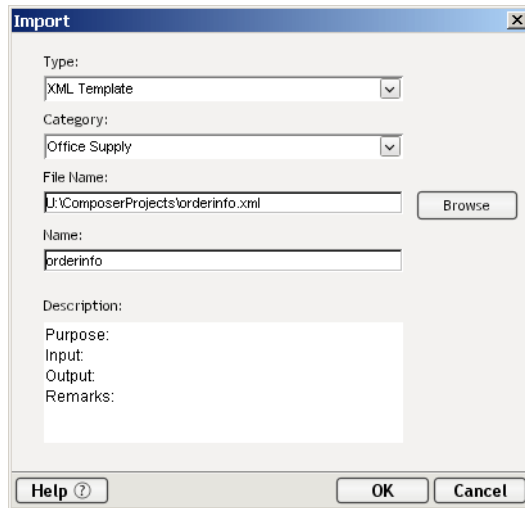 Import
Type:
XML Template
Category:
Office Supply
File Name:
U:\ComposerProjects\orderinfo.xml
Browse
Name:
orderinfo
Description:
Purpose:
Input:
Output:
Remarks:
Help ?
OK
Cancel